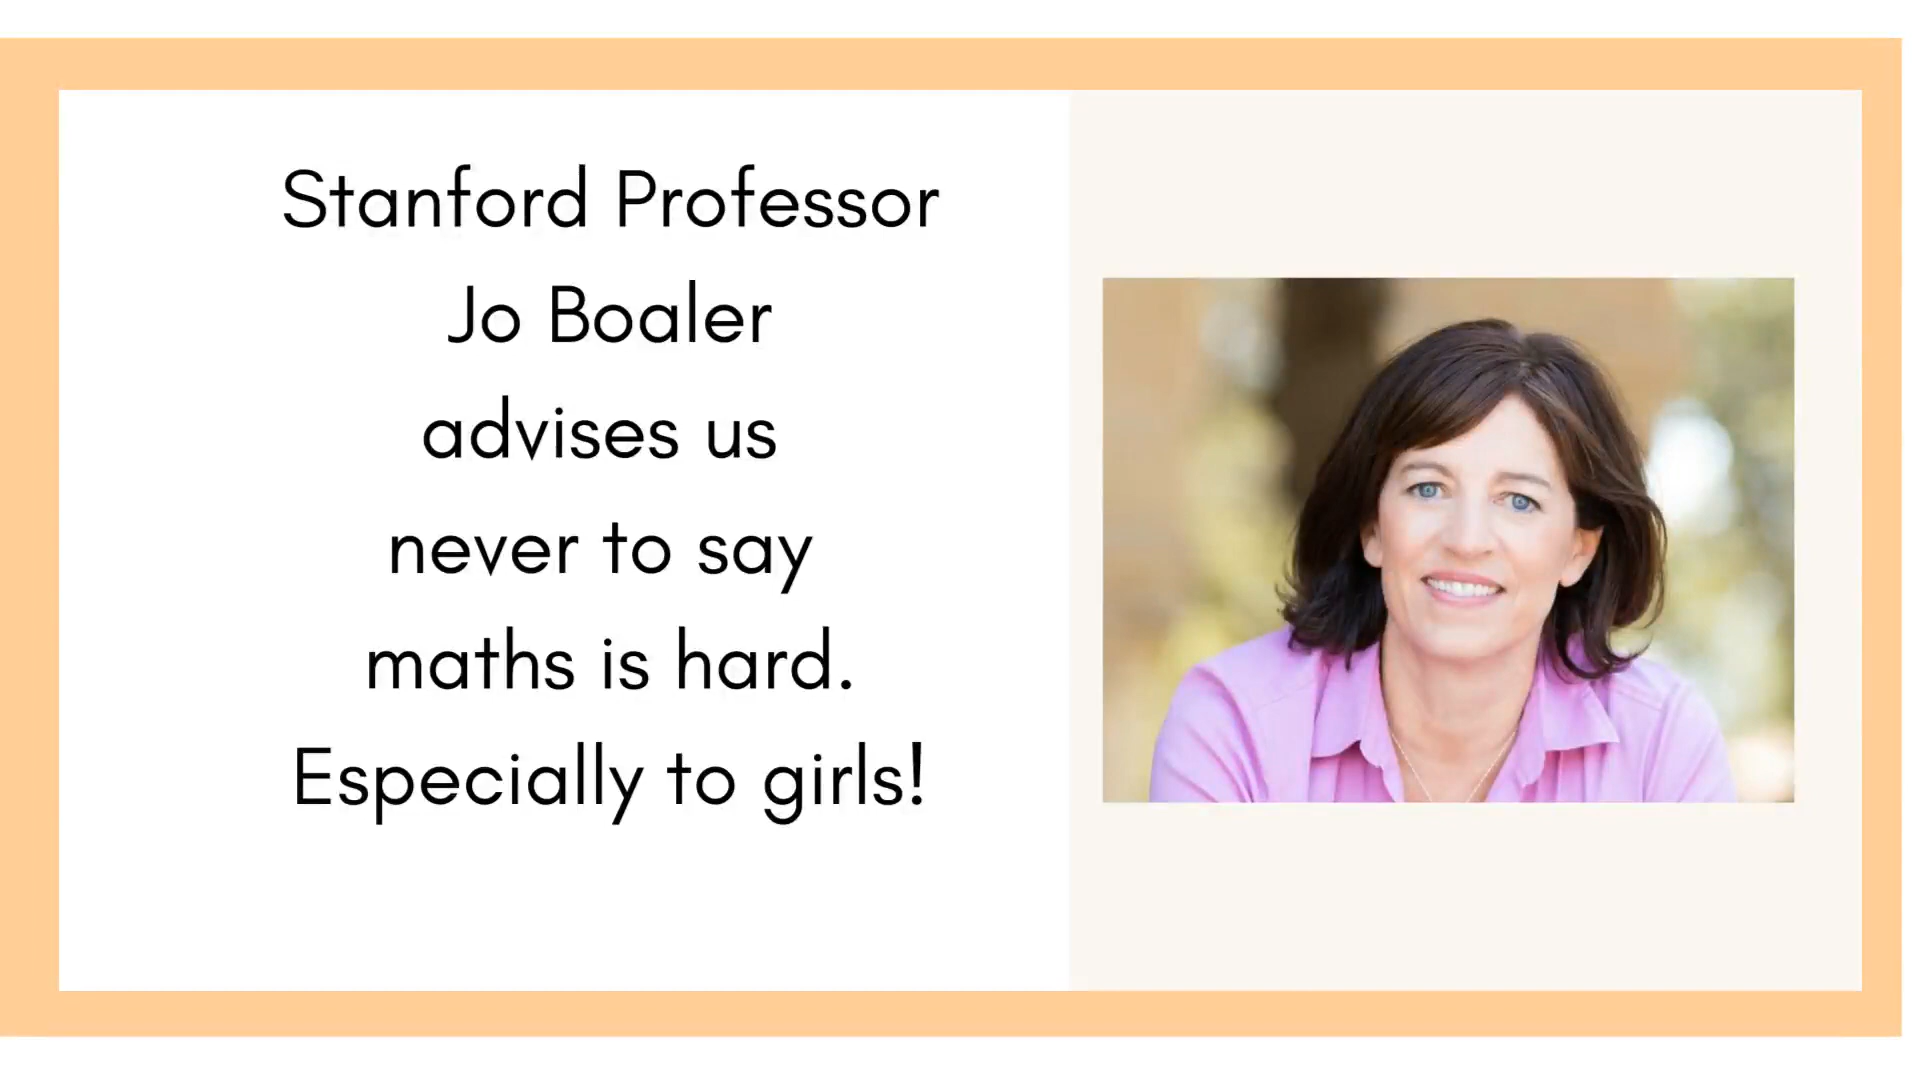 Stanford Professor
Jo Boaler
advises us
never to say
maths is hard.
Especially to girls!